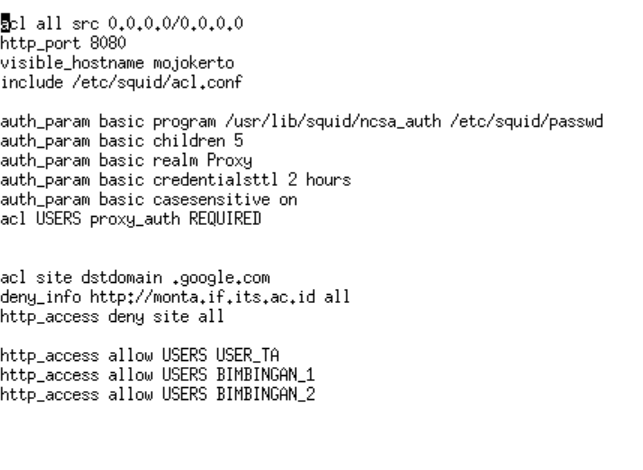 acl all src 0.0.0.0/0.0.0.0
http_port 8080
visible_hostname mojokerto
include /etc/squid/acl.conf
auth_param basic program /usr/lib/squid/ncsa_auth /etc/squid/passwd
auth_param basic children 5
auth_param basic realm Proxy
auth_param basic credentialsttl 2 hours
auth_param basic casesensitive on
acl USERS proxy_auth REQUIRED
acl site dstdomain .google.com
deny_info http://monta.if.its.ac.id all
http_access deny site all
http_access allow USERS USER_TA
http_access allow USERS BIMBINGAN_1
http_access allow USERS BIMBINGAN_2